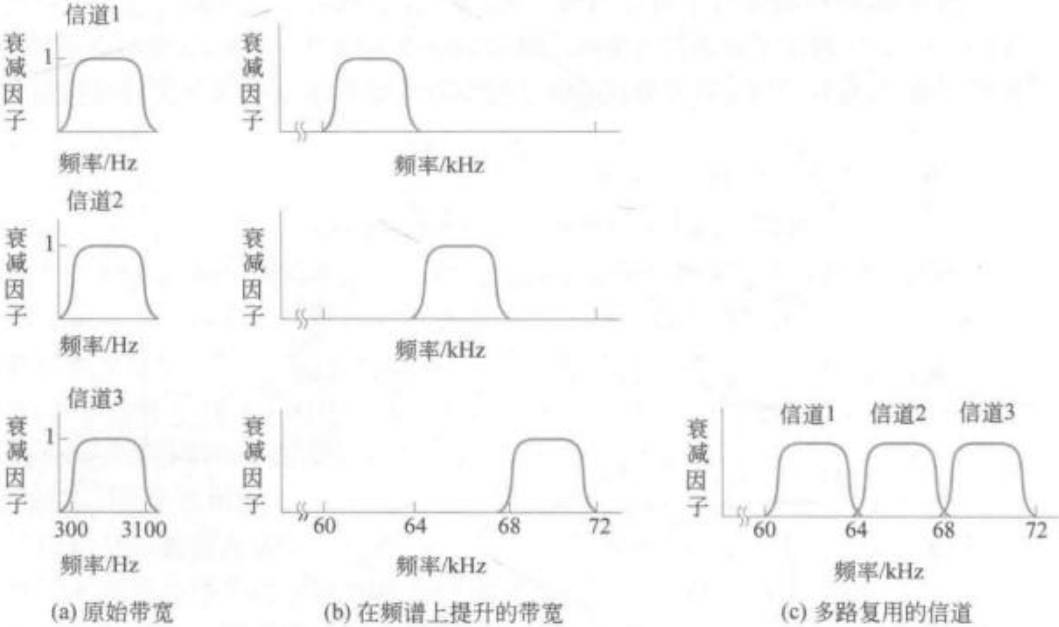 信道1
衰减因子
1
频率/Hz
衰减因子
频率/kHz
信道2
衰减因子
1
频率/Hz
衰减因子
频率/kHz
信道3
衰减因子
1
300 3100
频率/Hz
(a) 原始带宽
衰减因子
60 64 68 72
频率/kHz
(b) 在频谱上提升的带宽
信道1 信道2 信道3
衰减因子
60 64 68 72
频率/kHz
(c) 多路复用的信道